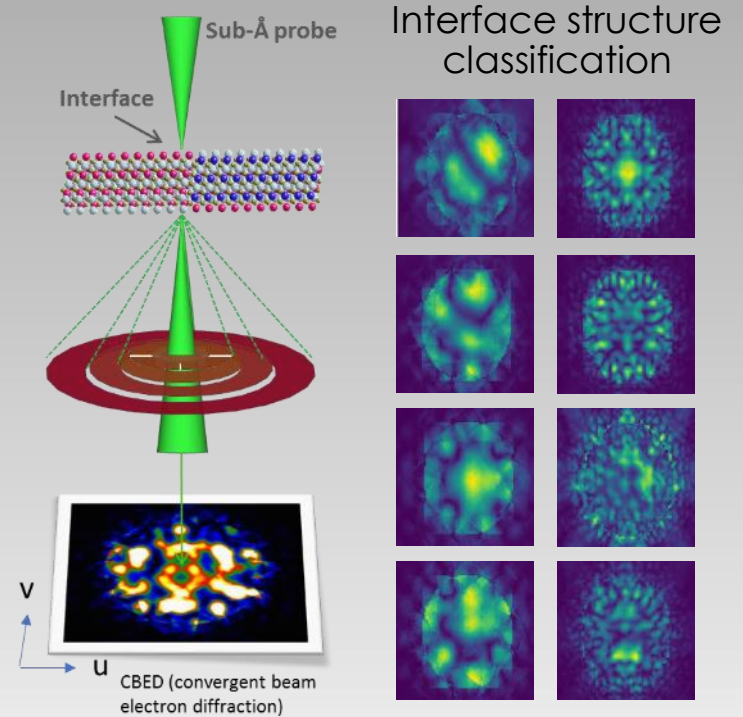 Sub-Å probe
Interface
Interface structure
classification
v
u
CBED (convergent beam
electron diffraction)